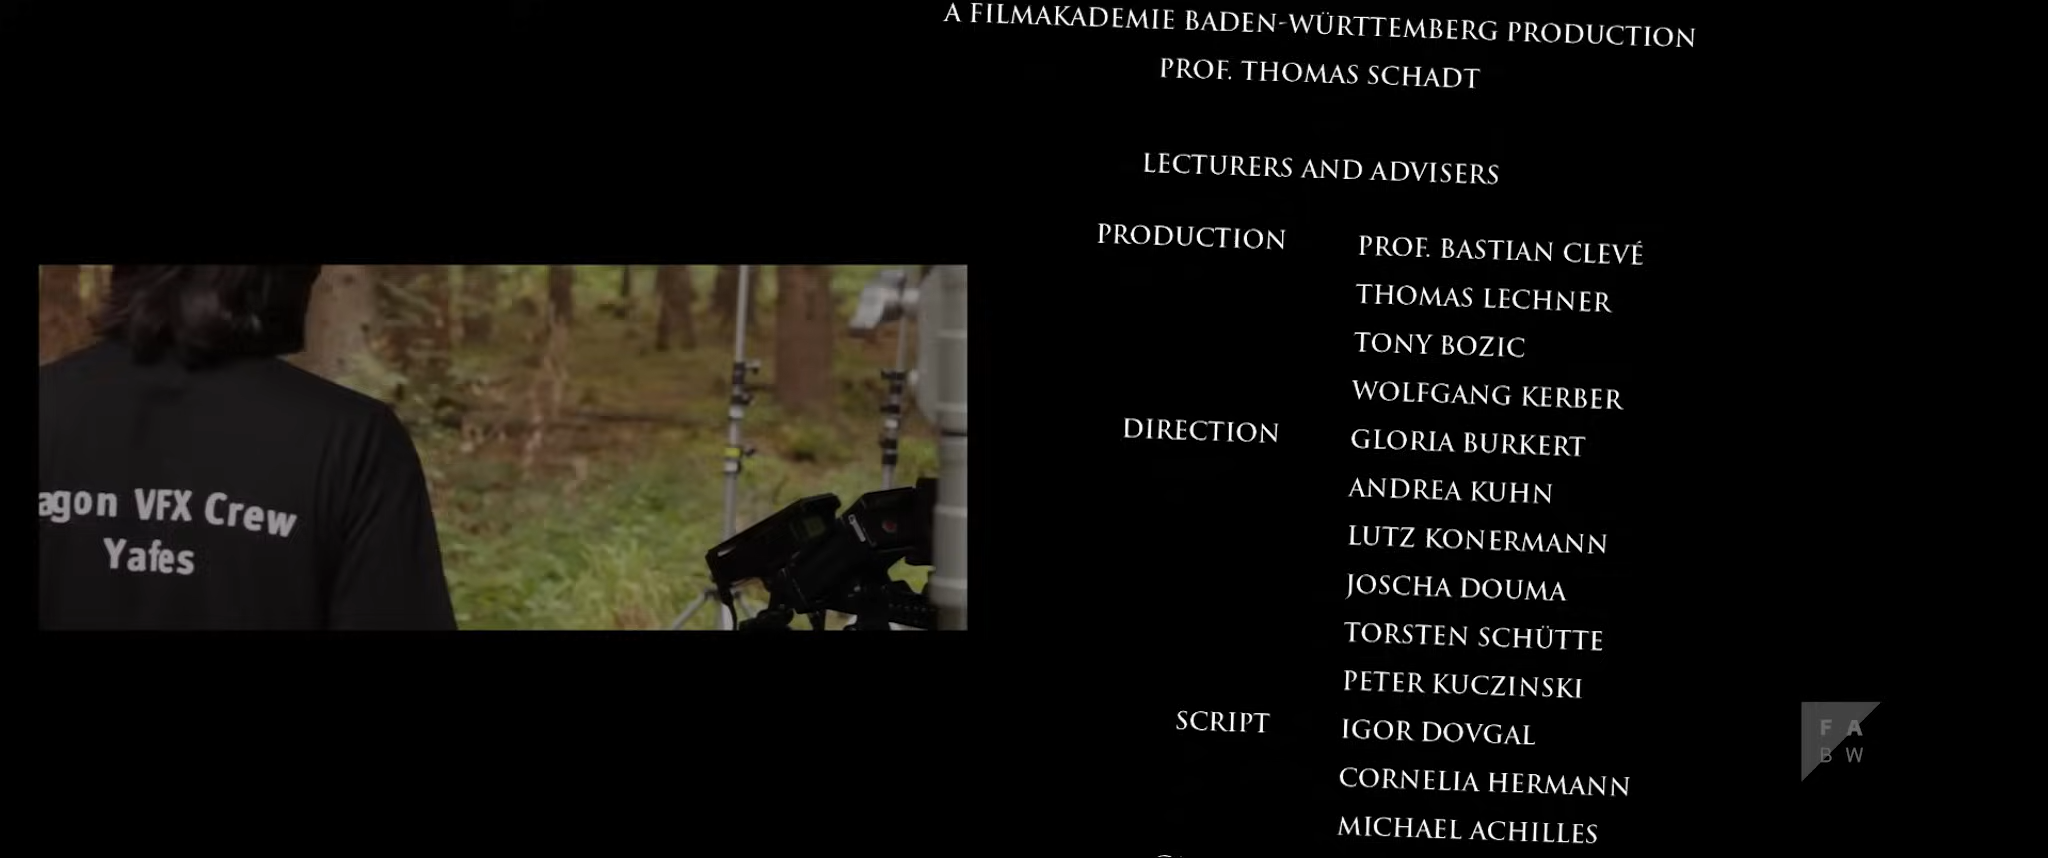 A FILMAKADEMIE BADEN-WÜRTTEMBERG PRODUCTION
PROF. THOMAS SCHADT
LECTURERS AND ADVISERS
PRODUCTION PROF. BASTIAN CLEVÉ
THOMAS LECHNER
TONY BOZIC
WOLFGANG KERBER
DIRECTION GLORIA BURKERT
ANDREA KUHN
LUTZ KONERMANN
JOSCHA DOUMA
TORSTEN SCHÜTTE
PETER KUCZINSKI
SCRIPT IGOR DOVGAL
CORNELIA HERMANN
MICHAEL ACHILLES
agon VFX Crew
Yafes
F A
B W